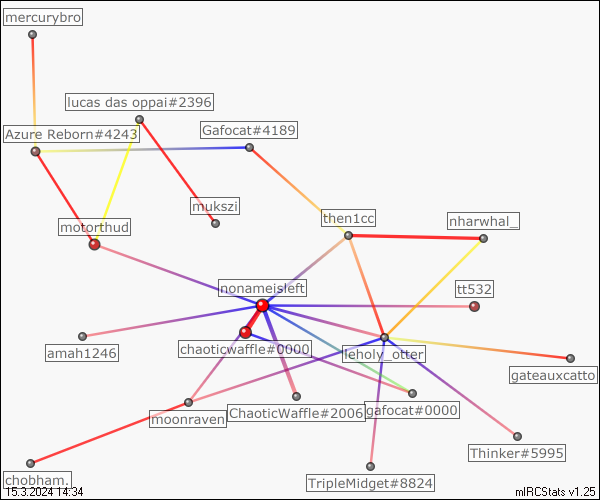 mercurybro
lucas das oppai#2396
Azure Reborn#4243
Gafocat#4189
mukszi
then1cc
nharwhal_
motorthud
nonameisleft
tt532
chaoticwaffle#0000
amah1246
leholy_otter
gateauxcatto
moonraven
ChaoticWaffle#2006
gafocat#0000
Thinker#5995
chobham.
TripleMidget#8824
15.3.2024 14:34
mIRCStats v1.25